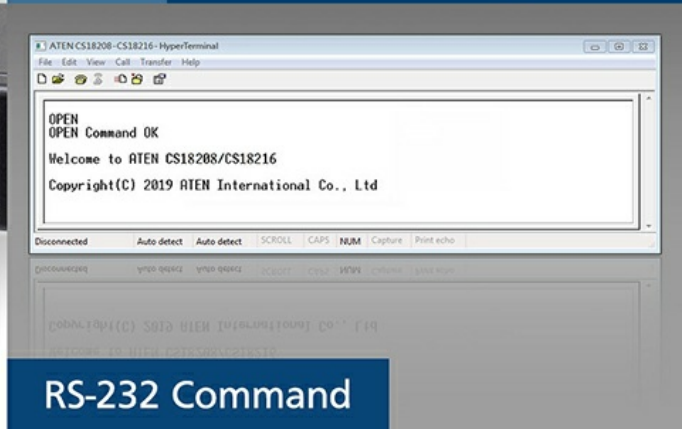 ATEN CS18208-CS18216-HyperTerminal
File Edit View Call Transfer Help
OPEN
OPEN Command OK
Welcome to ATEN CS18208/CS18216
Copyright(C) 2019 ATEN International Co., Ltd
Disconnected Auto detect Auto detect SCROLL CAPS NUM Capture Print echo
RS-232 Command